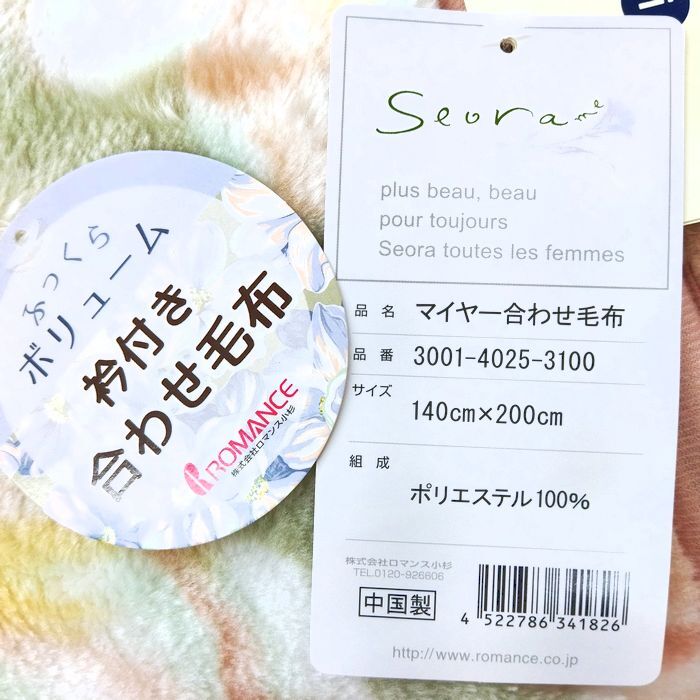 ふっくら
ボリューム
衿付き
合わせ毛布
ROMANCE
株式会社ロマンス小杉
Seora
plus beau, beau
pour toujours
Seora toutes les femmes
品名 マイヤー合わせ毛布
品番 3001-4025-3100
サイズ
140cm×200cm
組成
ポリエステル100%
株式会社ロマンス小杉
TEL.0120-926606
中国製
4 522786 341826
http://www.romance.co.jp